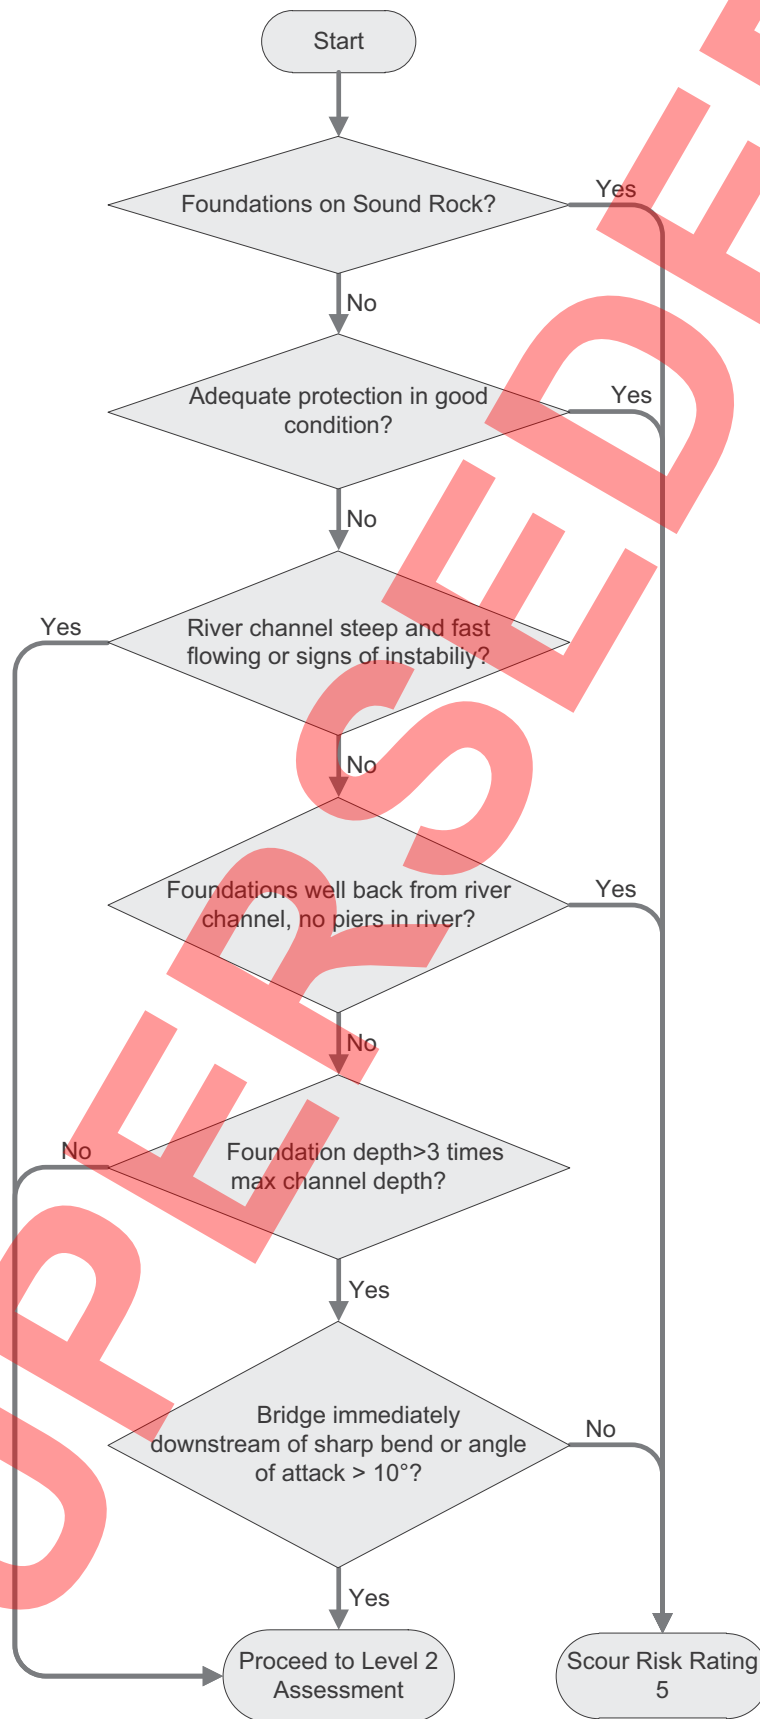 Start
Foundations on Sound Rock?
Yes
No
Adequate protection in good
condition?
Yes
No
Yes
River channel steep and fast
flowing or signs of instabiliy?
No
Foundations well back from river
channel, no piers in river?
Yes
No
No
Foundation depth>3 times
max channel depth?
Yes
Bridge immediately
downstream of sharp bend or angle
of attack > 10°?
No
Yes
Proceed to Level 2
Assessment
Scour Risk Rating
5
UPERSEDE